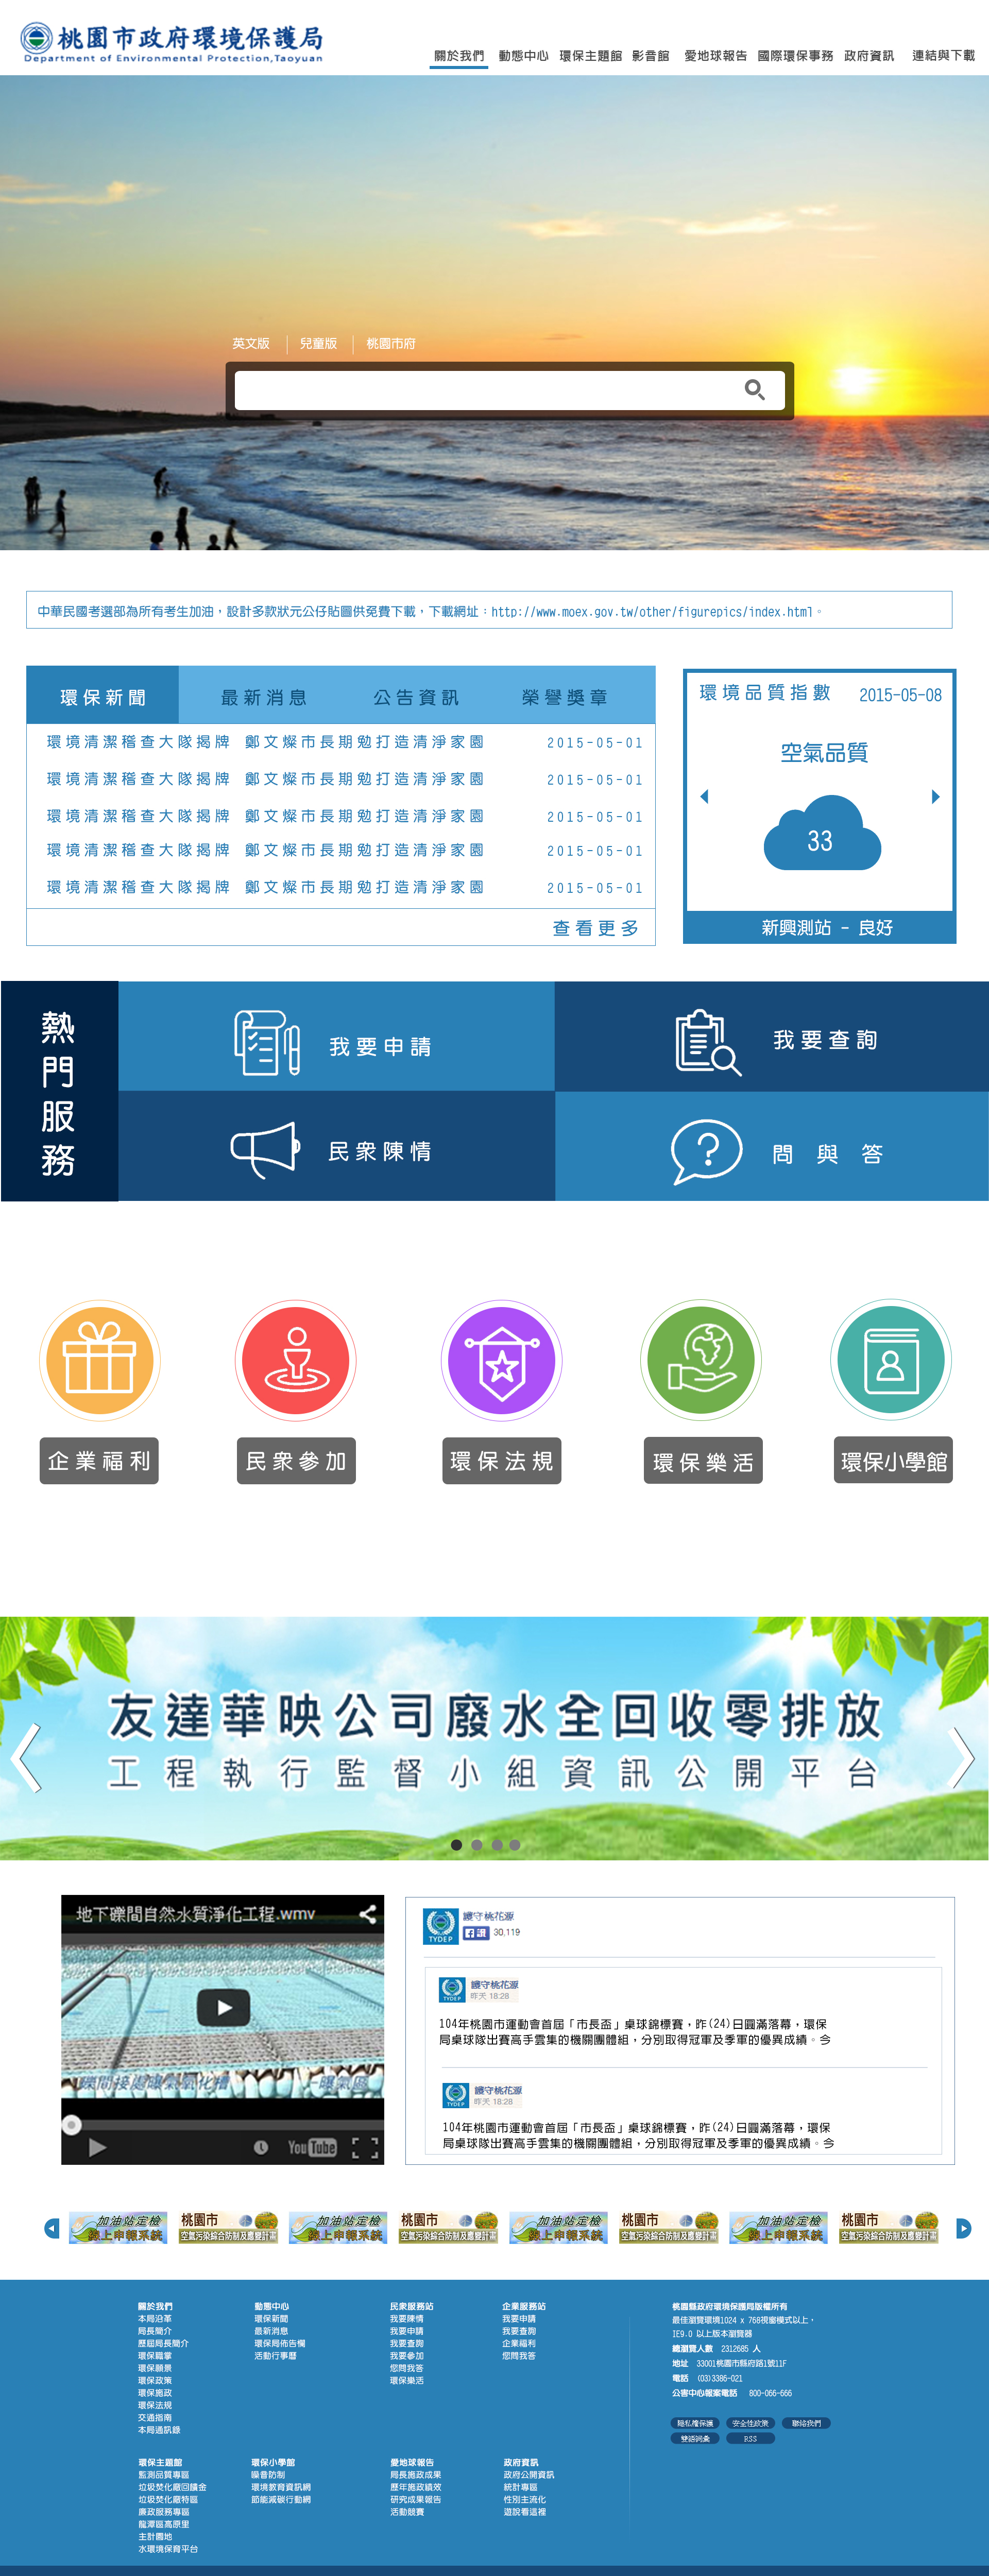 桃園市政府環境保護局
Department of Environmental Protection,Taoyuan
關於我們 動態中心 環保主題館 影音館 愛地球報告 國際環保事務 政府資訊 連結與下載
英文版 兒童版 桃園市府
中華民國考選部為所有考生加油，設計多款狀元公仔貼圖供免費下載，下載網址：http://www.moex.gov.tw/other/figurepics/index.html。
環保新聞 最新消息 公告資訊 榮譽獎章
環境清潔稽查大隊揭牌 鄭文燦市長期勉打造清淨家園 2015-05-01
環境清潔稽查大隊揭牌 鄭文燦市長期勉打造清淨家園 2015-05-01
環境清潔稽查大隊揭牌 鄭文燦市長期勉打造清淨家園 2015-05-01
環境清潔稽查大隊揭牌 鄭文燦市長期勉打造清淨家園 2015-05-01
環境清潔稽查大隊揭牌 鄭文燦市長期勉打造清淨家園 2015-05-01
查看更多
環境品質指數 2015-05-08
空氣品質
33
新興測站 - 良好
熱門服務
我要申請
我要查詢
民眾陳情
問與答
企業福利 民眾參加 環保法規 環保樂活 環保小學館
友達華映公司廢水全回收零排放
工程執行監督小組資訊公開平台
地下礫間自然水質淨化工程.wmv
礫間接處曝氣氧化槽
曝氣區
YouTube
TYDEP
護守桃花源
讚 30,119
TYDEP
護守桃花源
昨天 18:28
104年桃園市運動會首屆「市長盃」桌球錦標賽，昨(24)日圓滿落幕，環保
局桌球隊出賽高手雲集的機關團體組，分別取得冠軍及季軍的優異成績。今
TYDEP
護守桃花源
昨天 18:28
104年桃園市運動會首屆「市長盃」桌球錦標賽，昨(24)日圓滿落幕，環保
局桌球隊出賽高手雲集的機關團體組，分別取得冠軍及季軍的優異成績。今
加油站定檢
線上申報系統
桃園市
空氣污染綜合防制及應變計畫
加油站定檢
線上申報系統
桃園市
空氣污染綜合防制及應變計畫
加油站定檢
線上申報系統
桃園市
空氣污染綜合防制及應變計畫
加油站定檢
線上申報系統
桃園市
空氣污染綜合防制及應變計畫
關於我們
本局沿革
局長簡介
歷屆局長簡介
環保職掌
環保願景
環保政策
環保施政
環保法規
交通指南
本局通訊錄
動態中心
環保新聞
最新消息
環保局佈告欄
活動行事曆
民衆服務站
我要陳情
我要申請
我要查詢
我要參加
您問我答
環保樂活
企業服務站
我要申請
我要查詢
企業福利
您問我答
環保主題館
監測品質專區
垃圾焚化廠回饋金
垃圾焚化廠特區
廉政服務專區
龍潭區高原里
主計園地
水環境保育平台
環保小學館
噪音防制
環境教育資訊網
節能減碳行動網
愛地球報告
局長施政成果
歷年施政績效
研究成果報告
活動競賽
政府資訊
政府公開資訊
統計專區
性別主流化
遊說看這裡
桃園縣政府環境保護局版權所有
最佳瀏覽環境1024 x 768視窗模式以上，
IE9.0 以上版本瀏覽器
總瀏覽人數 2312685 人
地址 33001桃園市縣府路1號11F
電話 (03)3386-021
公害中心報案電話 800-066-666
隱私權保護 安全性政策 聯絡我們
雙語詞彙 RSS